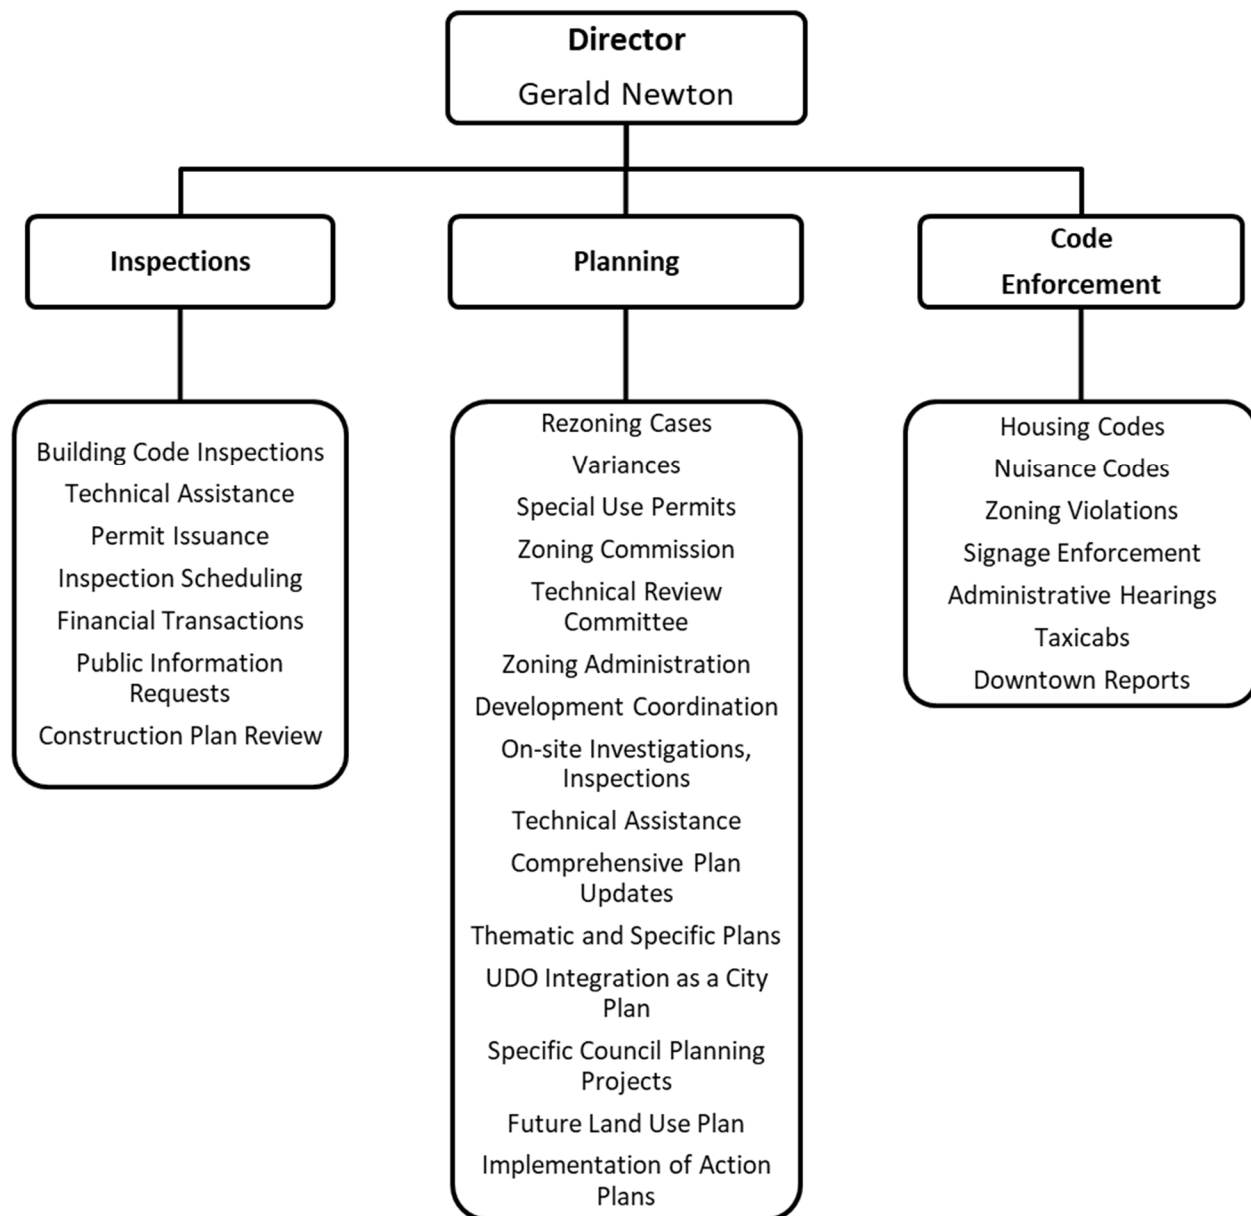 Director
Gerald Newton
Inspections
Planning
Code
Enforcement
Building Code Inspections
Technical Assistance
Permit Issuance
Inspection Scheduling
Financial Transactions
Public Information
Requests
Construction Plan Review
Rezoning Cases
Variances
Special Use Permits
Zoning Commission
Technical Review
Committee
Zoning Administration
Development Coordination
On-site Investigations,
Inspections
Technical Assistance
Comprehensive Plan
Updates
Thematic and Specific Plans
UDO Integration as a City
Plan
Specific Council Planning
Projects
Future Land Use Plan
Implementation of Action
Plans
Housing Codes
Nuisance Codes
Zoning Violations
Signage Enforcement
Administrative Hearings
Taxicabs
Downtown Reports